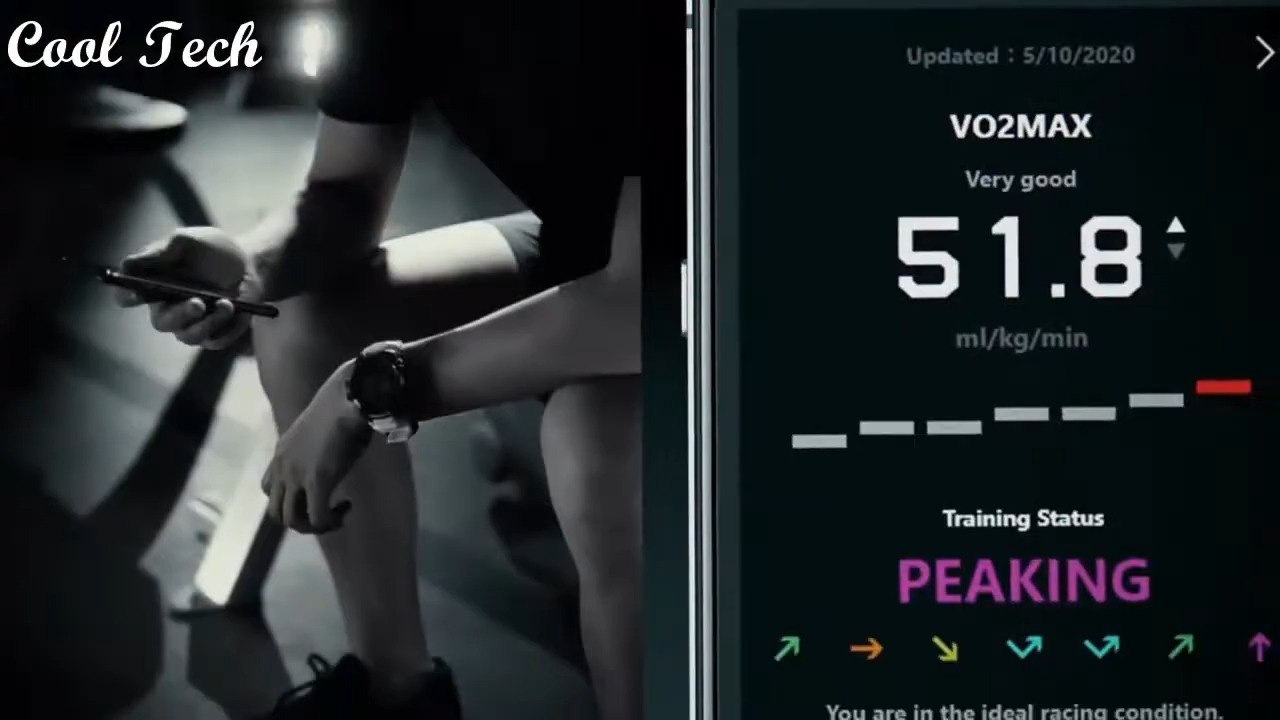 Cool Tech
Updated : 5/10/2020
VO2MAX
Very good
51.8
ml/kg/min
Training Status
PEAKING
You are in the ideal racing condition.